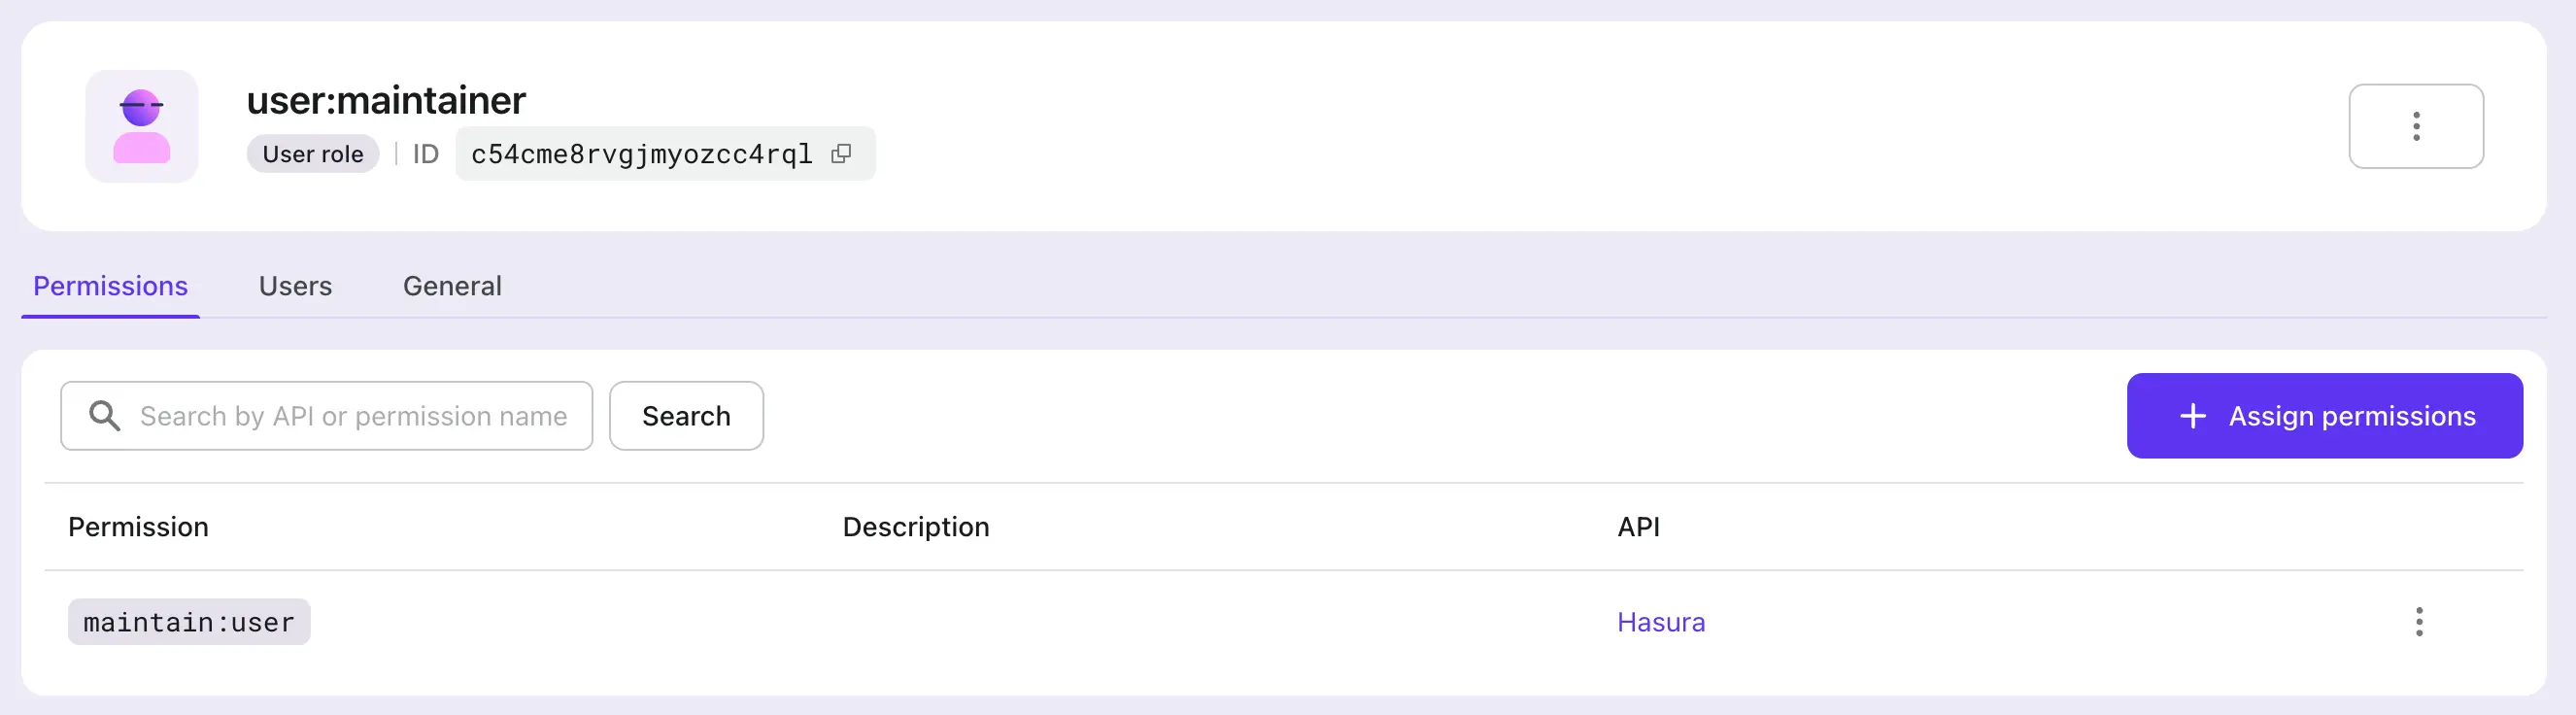 user:maintainer
User role | ID c54cme8rvgjmyozcc4rql
Permissions Users General
Search by API or permission name Search + Assign permissions
Permission Description API
maintain:user Hasura